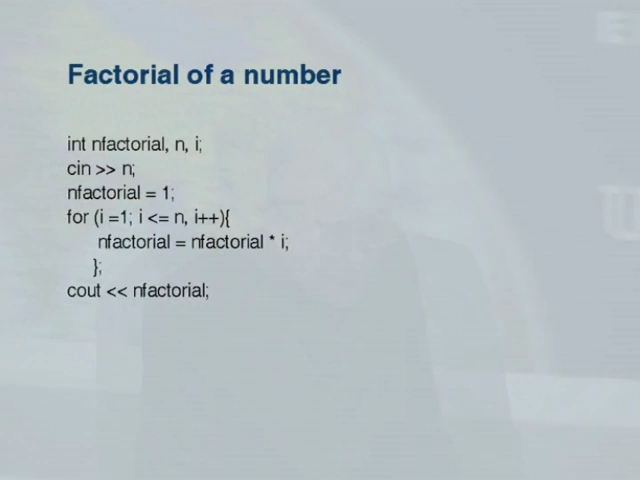 Factorial of a number
int nfactorial, n, i;
cin >> n;
nfactorial = 1;
for (i =1; i <= n, i++){
nfactorial = nfactorial * i;
};
cout << nfactorial;